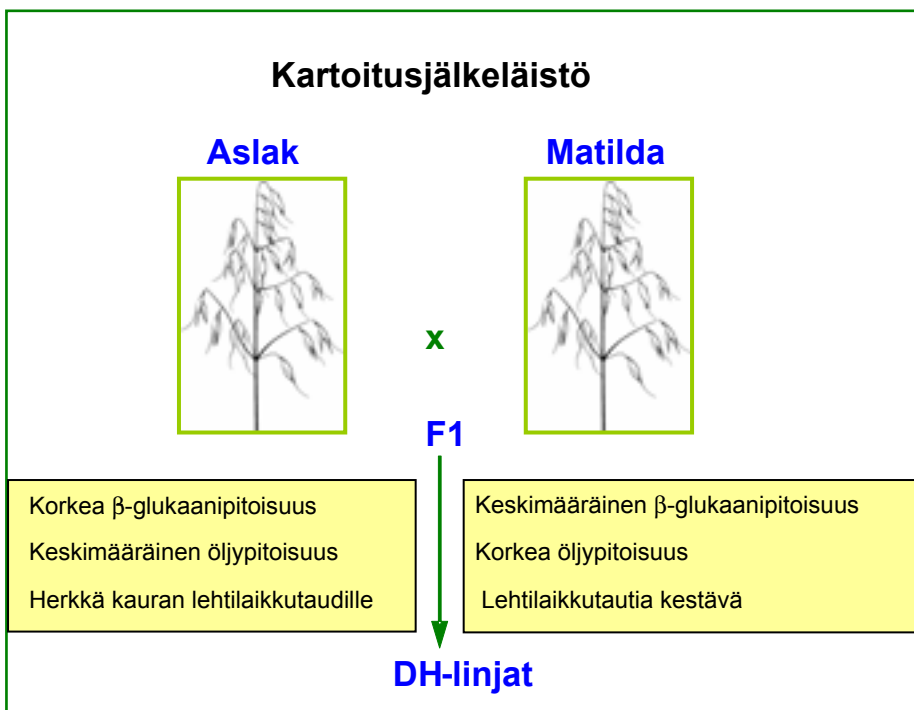 Kartoitusjälkeläistö
Aslak
Matilda
x
F1
Korkea β-glukaanipitoisuus
Keskimääräinen öljypitoisuus
Herkkä kauran lehtilaikkutaudille
Keskimääräinen β-glukaanipitoisuus
Korkea öljypitoisuus
Lehtilaikkutautia kestävä
DH-linjat